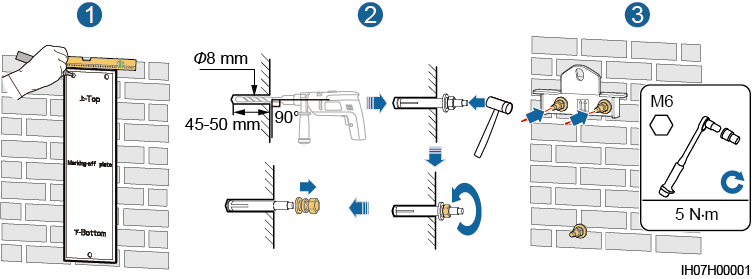 1
2
3
Top
Marking-off plate
Bottom
Φ8 mm
45-50 mm
90°
M6
5 N·m
IH07H00001